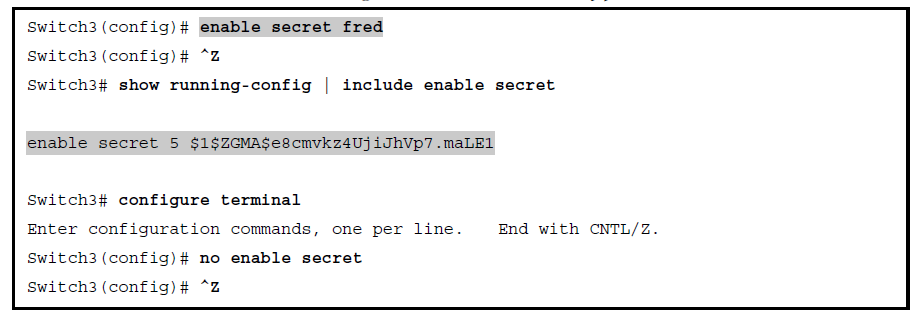 Switch3(config)# enable secret fred
Switch3(config)# ^Z
Switch3# show running-config | include enable secret
enable secret 5 $1$ZGMA$e8cmvkz4UjiJhVp7.maLE1
Switch3# configure terminal
Enter configuration commands, one per line. End with CNTL/Z.
Switch3(config)# no enable secret
Switch3(config)# ^Z